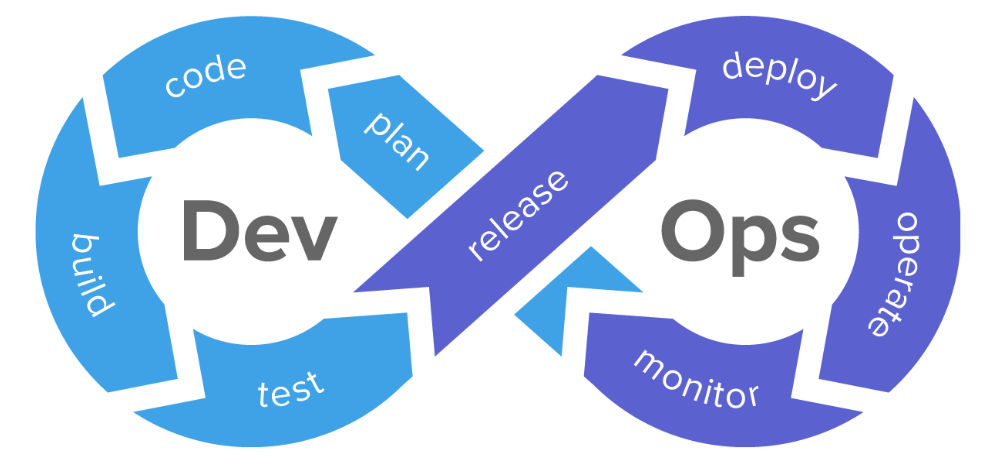 code
plan
build
test
Dev
release
deploy
operate
monitor
Ops